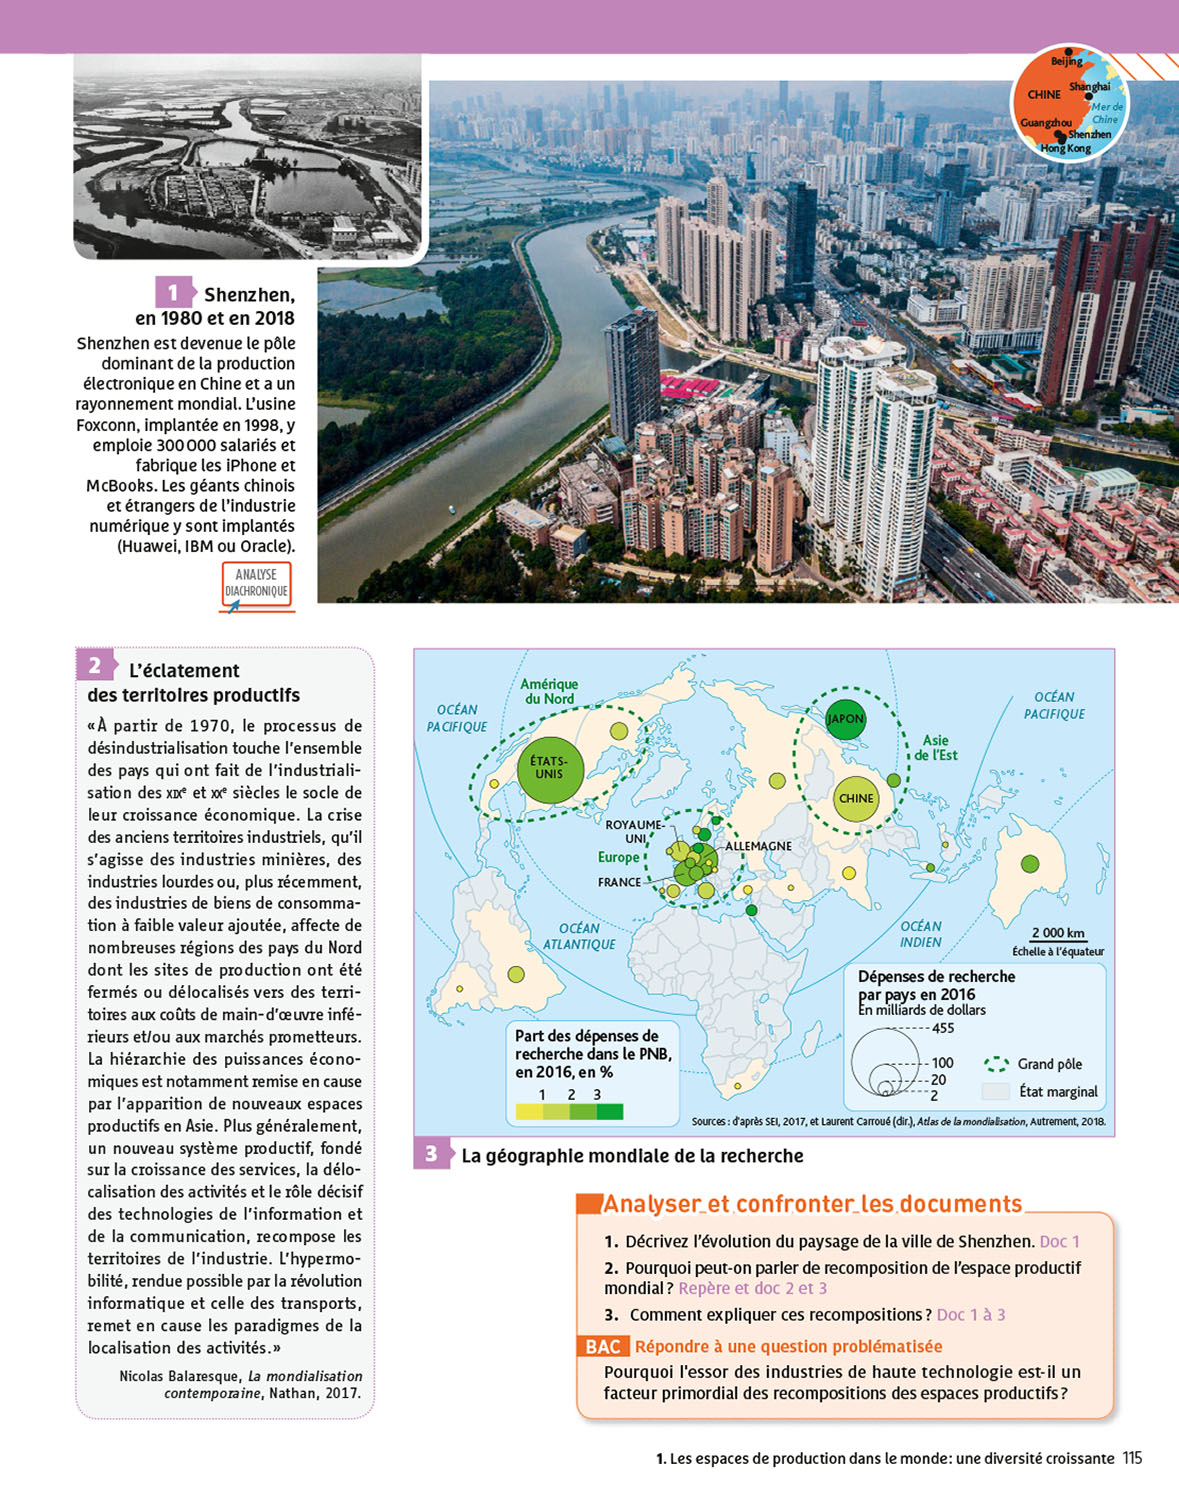 Beijing
CHINE
Shanghai
Mer de
Chine
Guangzhou
Shenzhen
Hong Kong
1 Shenzhen,
en 1980 et en 2018
Shenzhen est devenue le pôle
dominant de la production
électronique en Chine et a un
rayonnement mondial. L'usine
Foxconn, implantée en 1998, y
emploie 300 000 salariés et
fabrique les iPhone et
McBooks. Les géants chinois
et étrangers de l'industrie
numérique y sont implantés
(Huawei, IBM ou Oracle).
ANALYSE
DIACHRONIQUE
2 L'éclatement
des territoires productifs
« À partir de 1970, le processus de
désindustrialisation touche l'ensemble
des pays qui ont fait de l'industriali-
sation des XIXe et XXe siècles le socle de
leur croissance économique. La crise
des anciens territoires industriels, qu'il
s'agisse des industries minières, des
industries lourdes ou, plus récemment,
des industries de biens de consomma-
tion à faible valeur ajoutée, affecte de
nombreuses régions des pays du Nord
dont les sites de production ont été
fermés ou délocalisés vers des terri-
toires aux coûts de main-d'œuvre infé-
rieurs et/ou aux marchés prometteurs.
La hiérarchie des puissances écono-
miques est notamment remise en cause
par l'apparition de nouveaux espaces
productifs en Asie. Plus généralement,
un nouveau système productif, fondé
sur la croissance des services, la délo-
calisation des activités et le rôle décisif
des technologies de l'information et
de la communication, recompose les
territoires de l'industrie. L'hypermo-
bilité, rendue possible par la révolution
informatique et celle des transports,
remet en cause les paradigmes de la
localisation des activités. »
Nicolas Balaresque, La mondialisation
contemporaine, Nathan, 2017.
OCÉAN
PACIFIQUE
Amérique
du Nord
ÉTATS-
UNIS
JAPON
Asie
de l'Est
OCÉAN
PACIFIQUE
CHINE
ROYAUME-
UNI
Europe
ALLEMAGNE
FRANCE
OCÉAN
ATLANTIQUE
OCÉAN
INDIEN
2 000 km
Échelle à l'équateur
Part des dépenses de
recherche dans le PNB,
en 2016, en %
1 2 3
Dépenses de recherche
par pays en 2016
En milliards de dollars
455
100
20
2
Grand pôle
État marginal
Sources : d'après SEI, 2017, et Laurent Carroué (dir.), Atlas de la mondialisation, Autrement, 2018.
3 La géographie mondiale de la recherche
Analyser et confronter les documents
1. Décrivez l'évolution du paysage de la ville de Shenzhen. Doc 1
2. Pourquoi peut-on parler de recomposition de l'espace productif
mondial ? Repère et doc 2 et 3
3. Comment expliquer ces recompositions ? Doc 1 à 3
BAC Répondre à une question problématisée
Pourquoi l'essor des industries de haute technologie est-il un
facteur primordial des recompositions des espaces productifs ?
1. Les espaces de production dans le monde : une diversité croissante 115